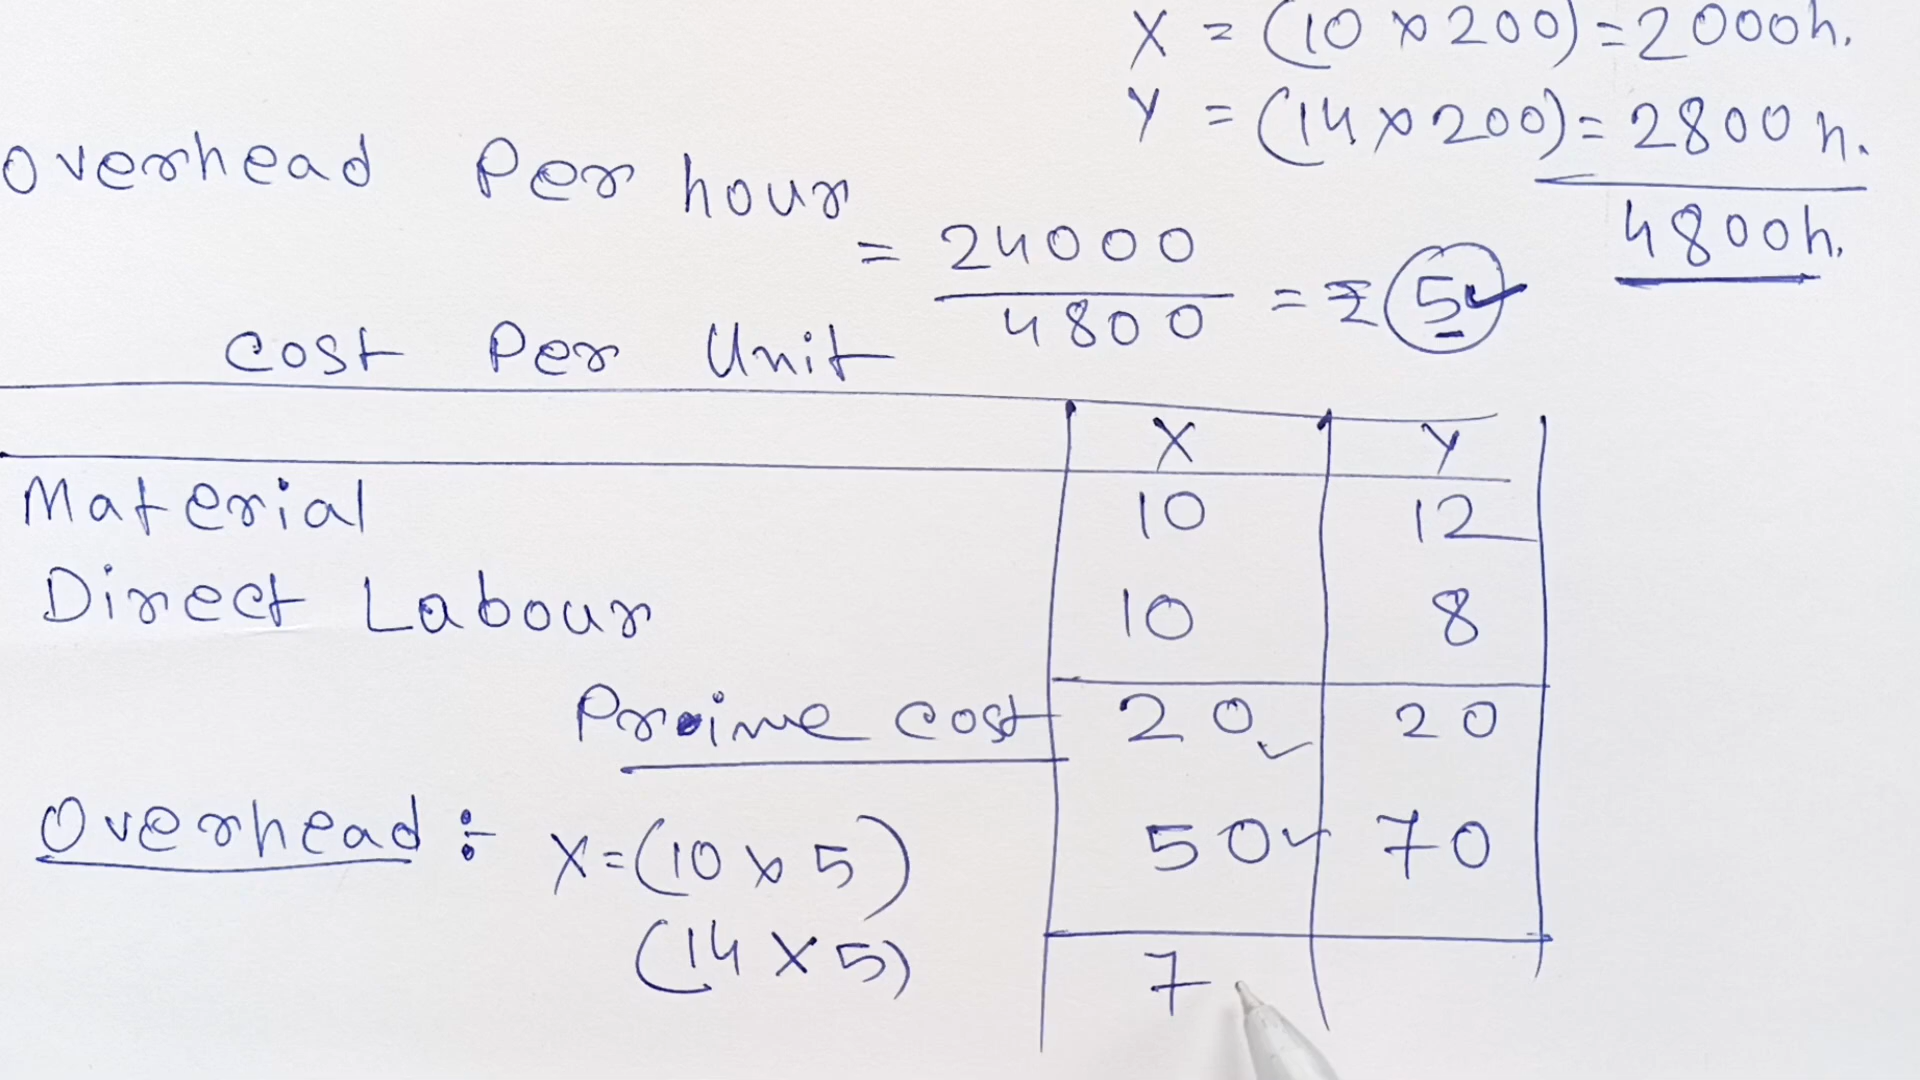 X = (10 × 200) = 2000h.
Y = (14 × 200) = 2800h.
4800h.
Overhead Per hour
= 24000
4800
= ₹ 5
Cost Per Unit
X Y
Material 10 12
Direct Labour 10 8
Prime cost 20 20
Overhead :- X = (10 × 5) 50 70
(14 × 5)
7